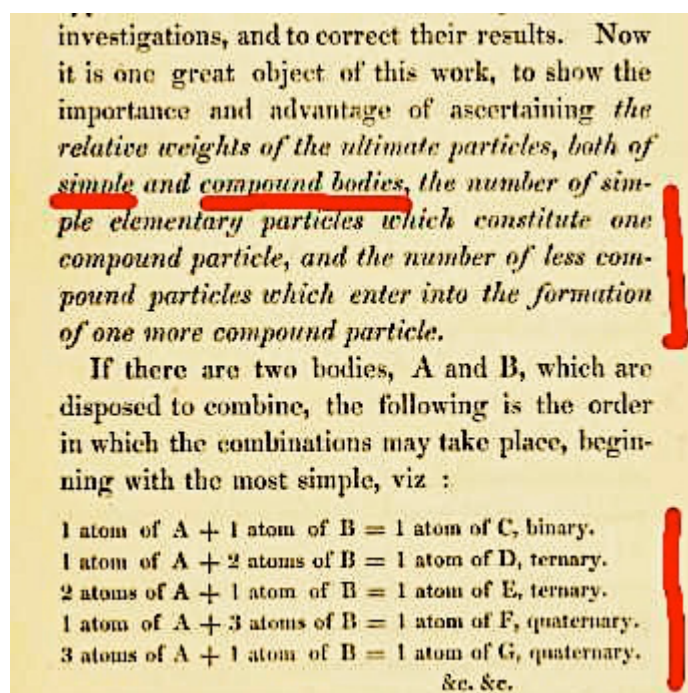 investigations, and to correct their results. Now
it is one great object of this work, to show the
importance and advantage of ascertaining the
relative weights of the ultimate particles, both of
simple and compound bodies, the number of sim-
ple elementary particles which constitute one
compound particle, and the number of less com-
pound particles which enter into the formation
of one more compound particle.
If there are two bodies, A and B, which are
disposed to combine, the following is the order
in which the combinations may take place, begin-
ning with the most simple, viz :
1 atom of A + 1 atom of B = 1 atom of C, binary.
1 atom of A + 2 atoms of B = 1 atom of D, ternary.
2 atoms of A + 1 atom of B = 1 atom of E, ternary.
1 atom of A + 3 atoms of B = 1 atom of F, quaternary.
3 atoms of A + 1 atom of B = 1 atom of G, quaternary.
&c. &c.